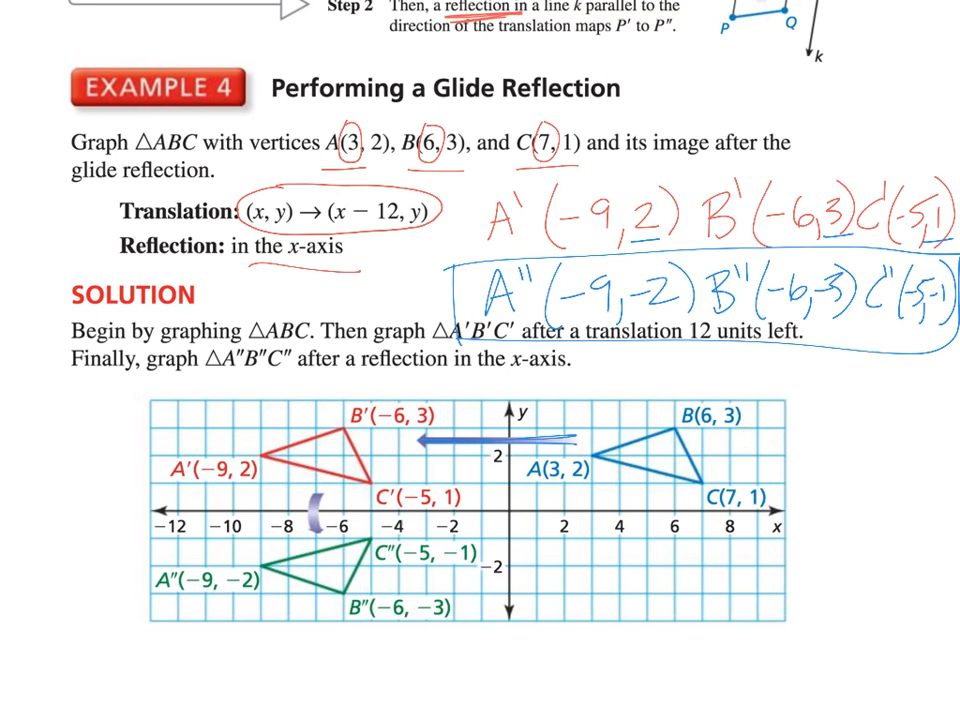 Step 2 Then, a reflection in a line k parallel to the
direction of the translation maps P′ to P″.
P Q
k
EXAMPLE 4 Performing a Glide Reflection
Graph △ABC with vertices A(3, 2), B(6, 3), and C(7, 1) and its image after the
glide reflection.
Translation: (x, y) → (x − 12, y)
A'(-9, 2) B'(-6, 3) C'(-5, 1)
Reflection: in the x-axis
A''(-9, -2) B''(-6, -3) C''(-5, -1)
SOLUTION
Begin by graphing △ABC. Then graph △A′B′C′ after a translation 12 units left.
Finally, graph △A″B″C″ after a reflection in the x-axis.
B′(−6, 3) y B(6, 3)
A′(−9, 2) 2 A(3, 2)
C′(−5, 1) C(7, 1)
−12 −10 −8 −6 −4 −2 2 4 6 8 x
C″(−5, −1)
A″(−9, −2) −2
B″(−6, −3)